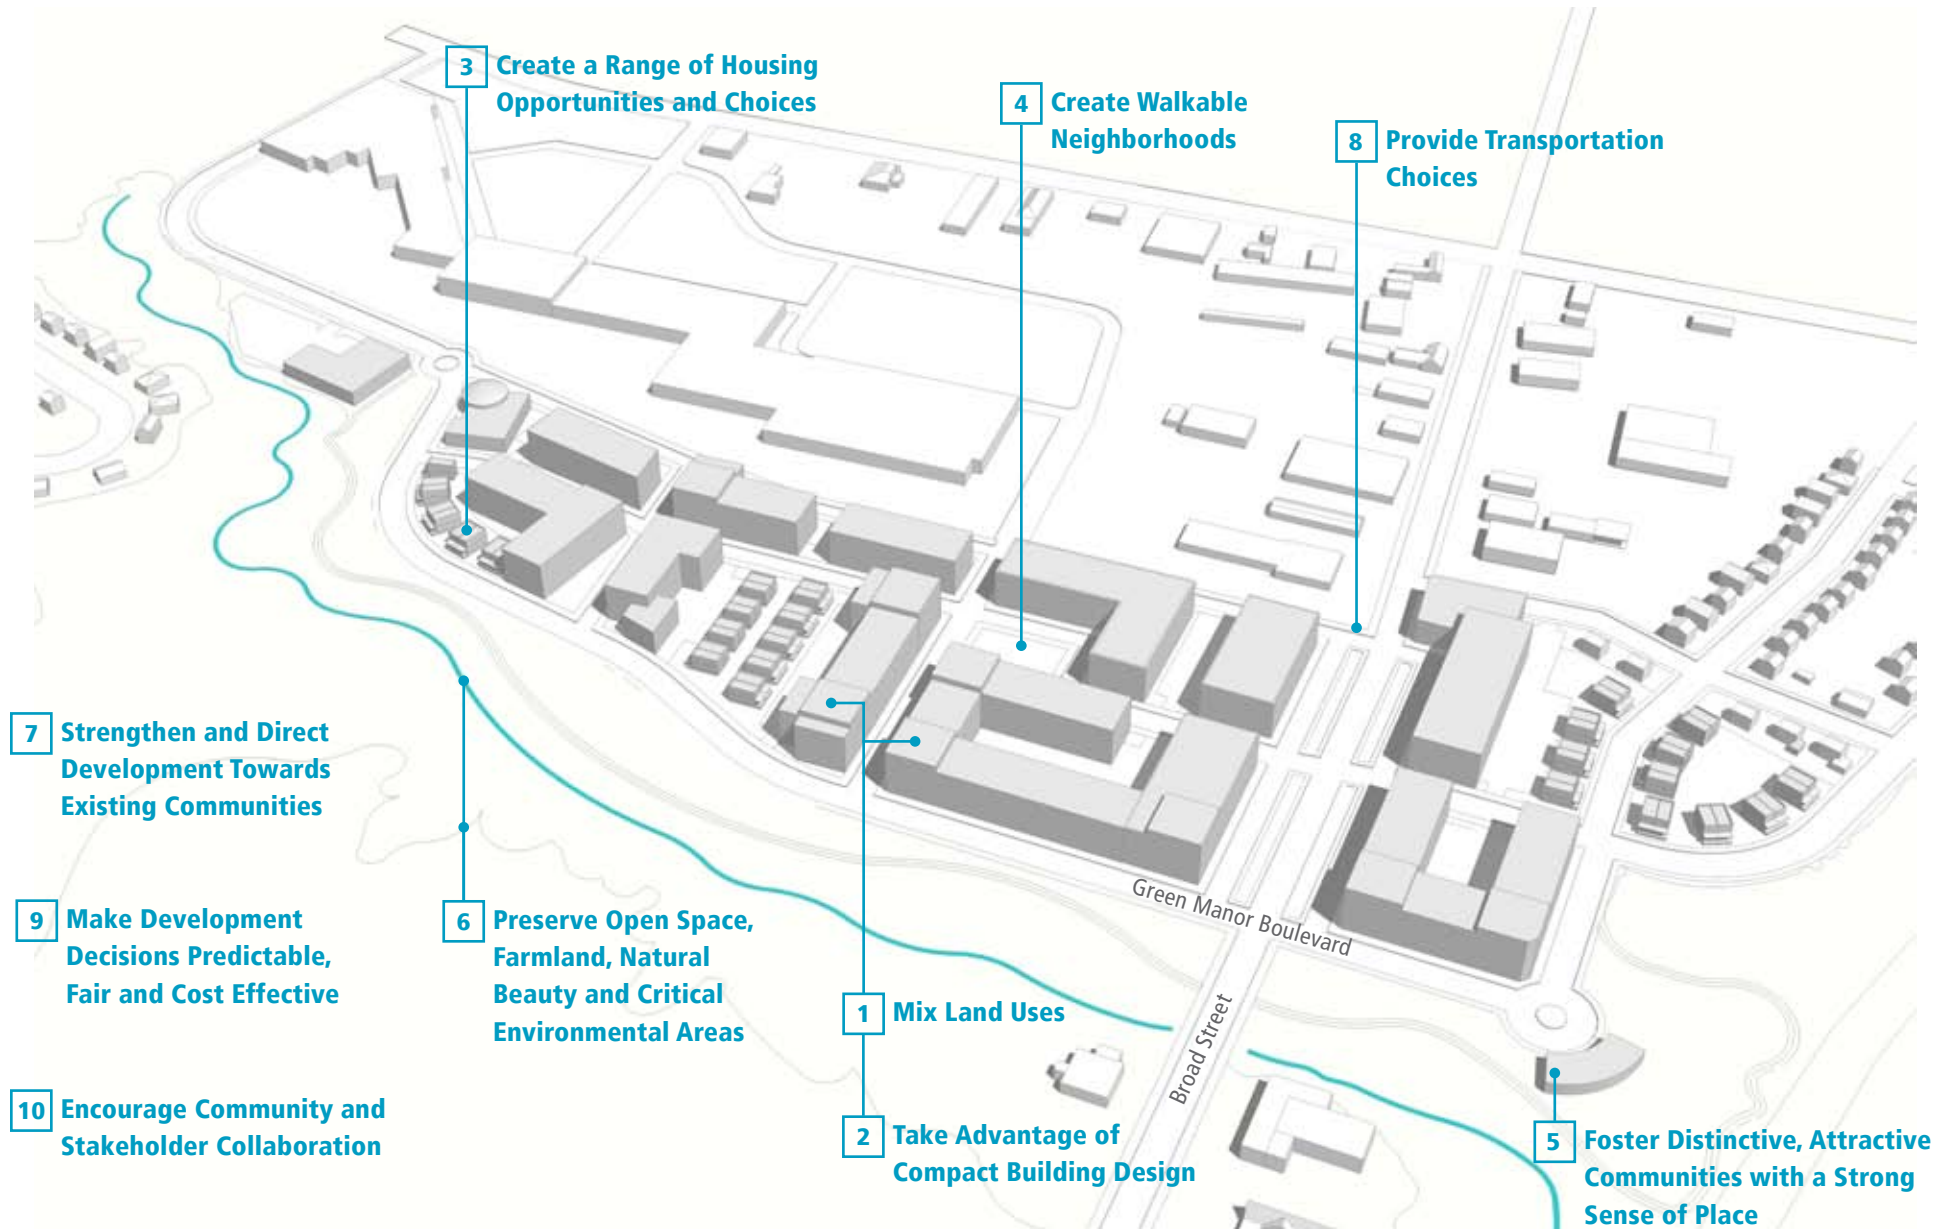 3 Create a Range of Housing
Opportunities and Choices
4 Create Walkable
Neighborhoods
8 Provide Transportation
Choices
7 Strengthen and Direct
Development Towards
Existing Communities
9 Make Development
Decisions Predictable,
Fair and Cost Effective
6 Preserve Open Space,
Farmland, Natural
Beauty and Critical
Environmental Areas
Green Manor Boulevard
1 Mix Land Uses
Broad Street
10 Encourage Community and
Stakeholder Collaboration
2 Take Advantage of
Compact Building Design
5 Foster Distinctive, Attractive
Communities with a Strong
Sense of Place